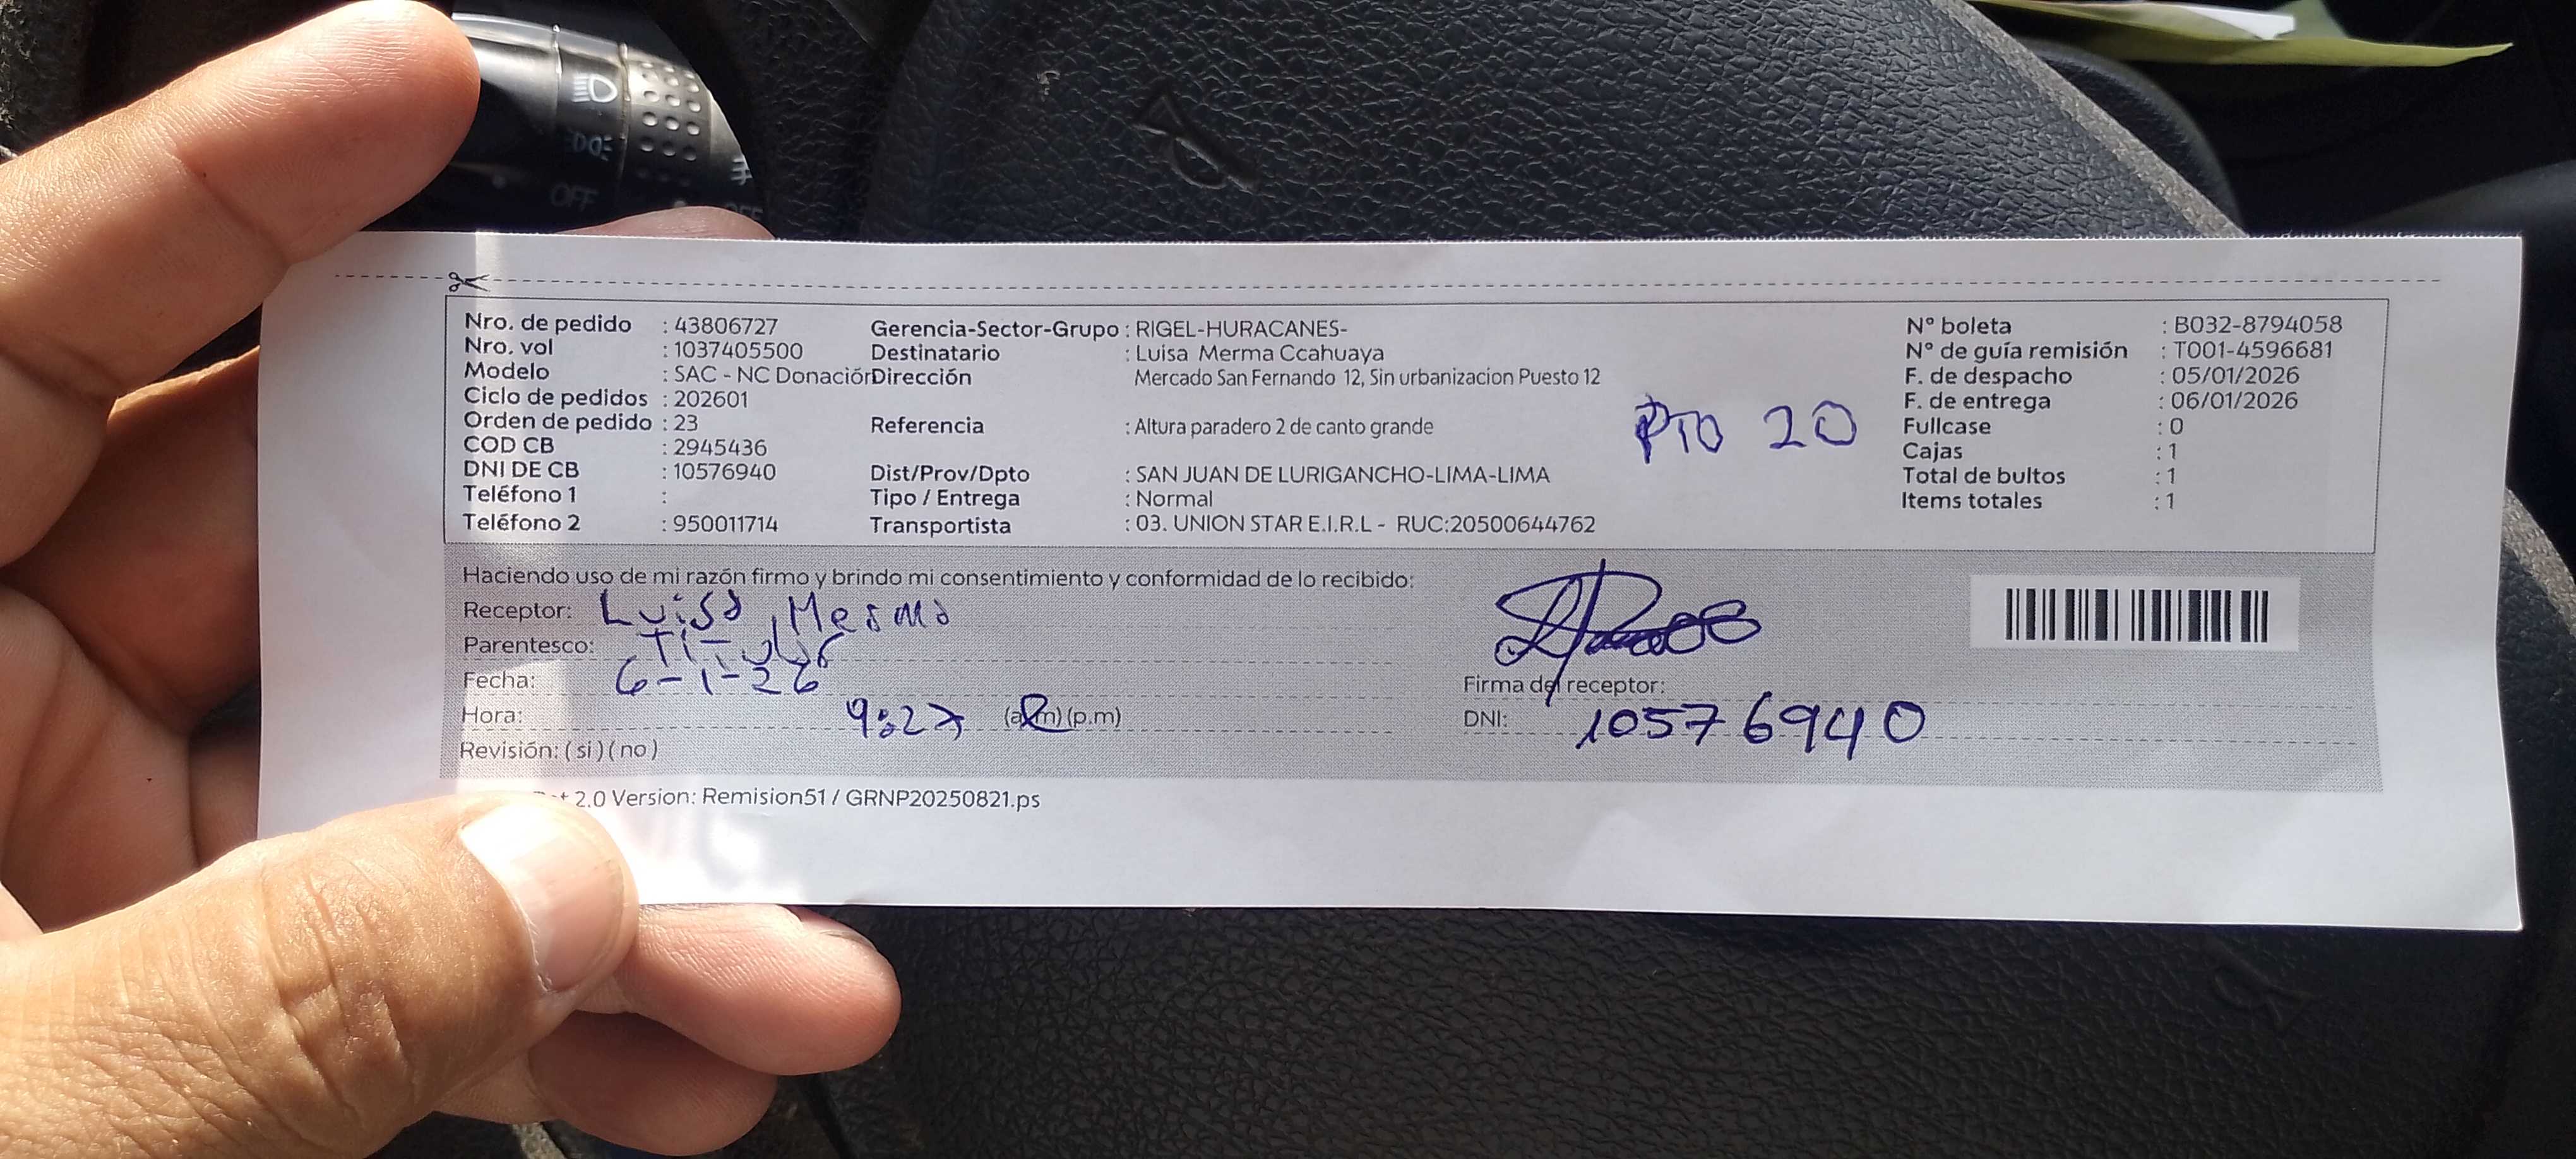 OFF
OFF
Nro. de pedido : 43806727
Nro. vol : 1037405500
Modelo : SAC - NC Donación
Ciclo de pedidos : 202601
Orden de pedido : 23
COD CB : 2945436
DNI DE CB : 10576940
Teléfono 1 :
Teléfono 2 : 950011714
Gerencia-Sector-Grupo : RIGEL-HURACANES-
Destinatario : Luisa Merma Ccahuaya
Dirección Mercado San Fernando 12, Sin urbanizacion Puesto 12
Referencia : Altura paradero 2 de canto grande
Dist/Prov/Dpto : SAN JUAN DE LURIGANCHO-LIMA-LIMA
Tipo / Entrega : Normal
Transportista : 03. UNION STAR E.I.R.L - RUC:20500644762
PTO 20
N° boleta : B032-8794058
N° de guía remisión : T001-4596681
F. de despacho : 05/01/2026
F. de entrega : 06/01/2026
Fullcase : 0
Cajas : 1
Total de bultos : 1
Items totales : 1
Haciendo uso de mi razón firmo y brindo mi consentimiento y conformidad de lo recibido:
Receptor: Luisa Merma
Parentesco: Titular
Fecha: 6-1-26
Hora: 9:27 (a.m) (p.m)
Revisión: ( si ) ( no )
Firma del receptor:
DNI: 10576940
2.0 Version: Remision51 / GRNP20250821.ps